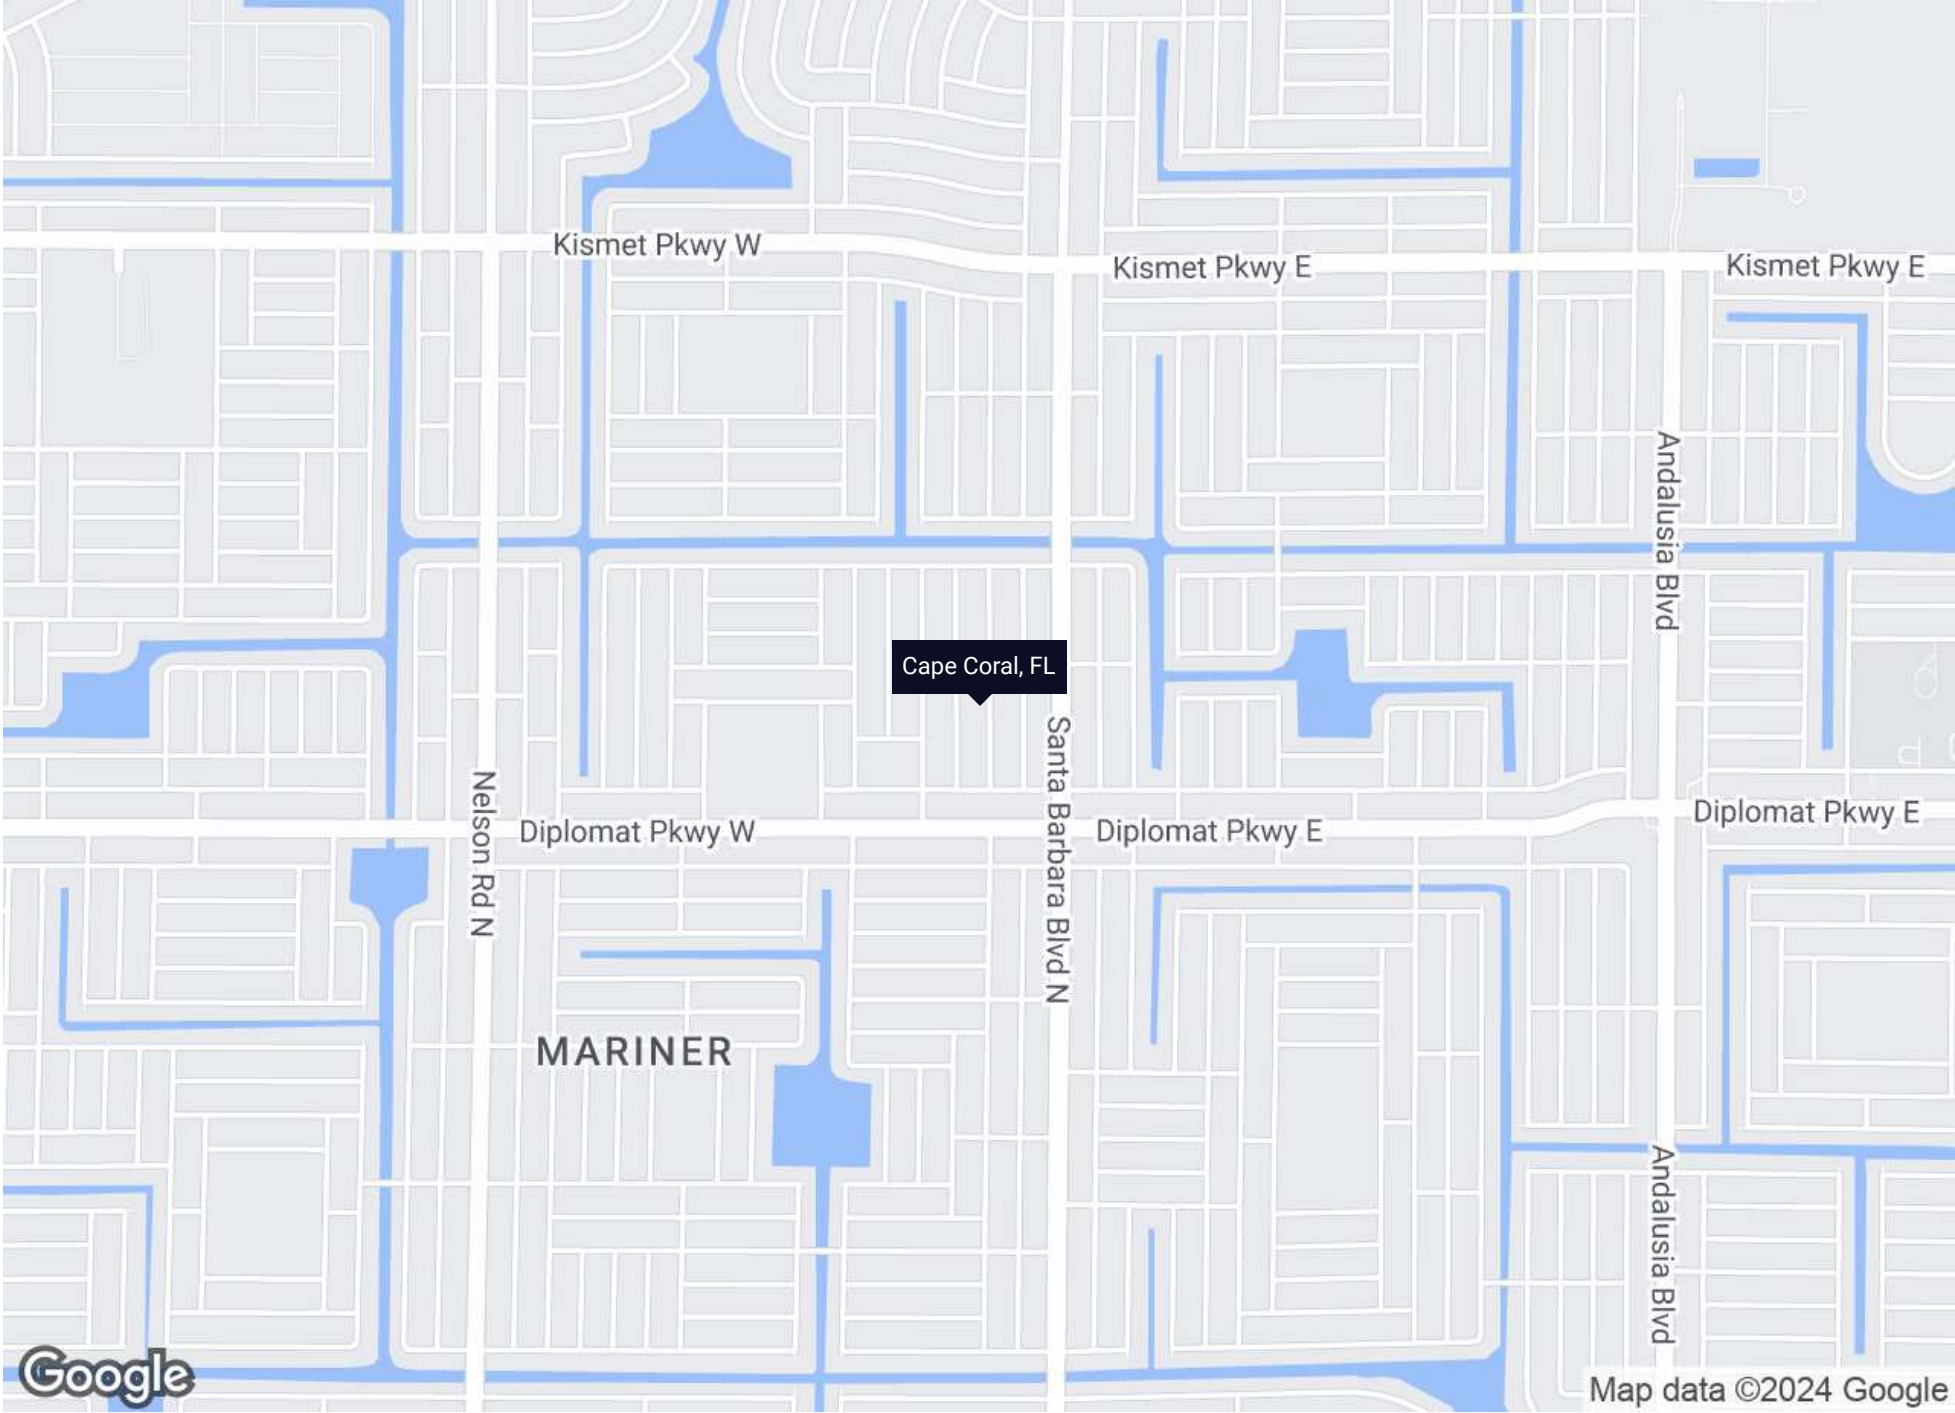 Kismet Pkwy W
Kismet Pkwy E
Kismet Pkwy E
Andalusia Blvd
Cape Coral, FL
Santa Barbara Blvd N
Nelson Rd N
Diplomat Pkwy W
Diplomat Pkwy E
Diplomat Pkwy E
MARINER
Andalusia Blvd
Google
Map data ©2024 Google